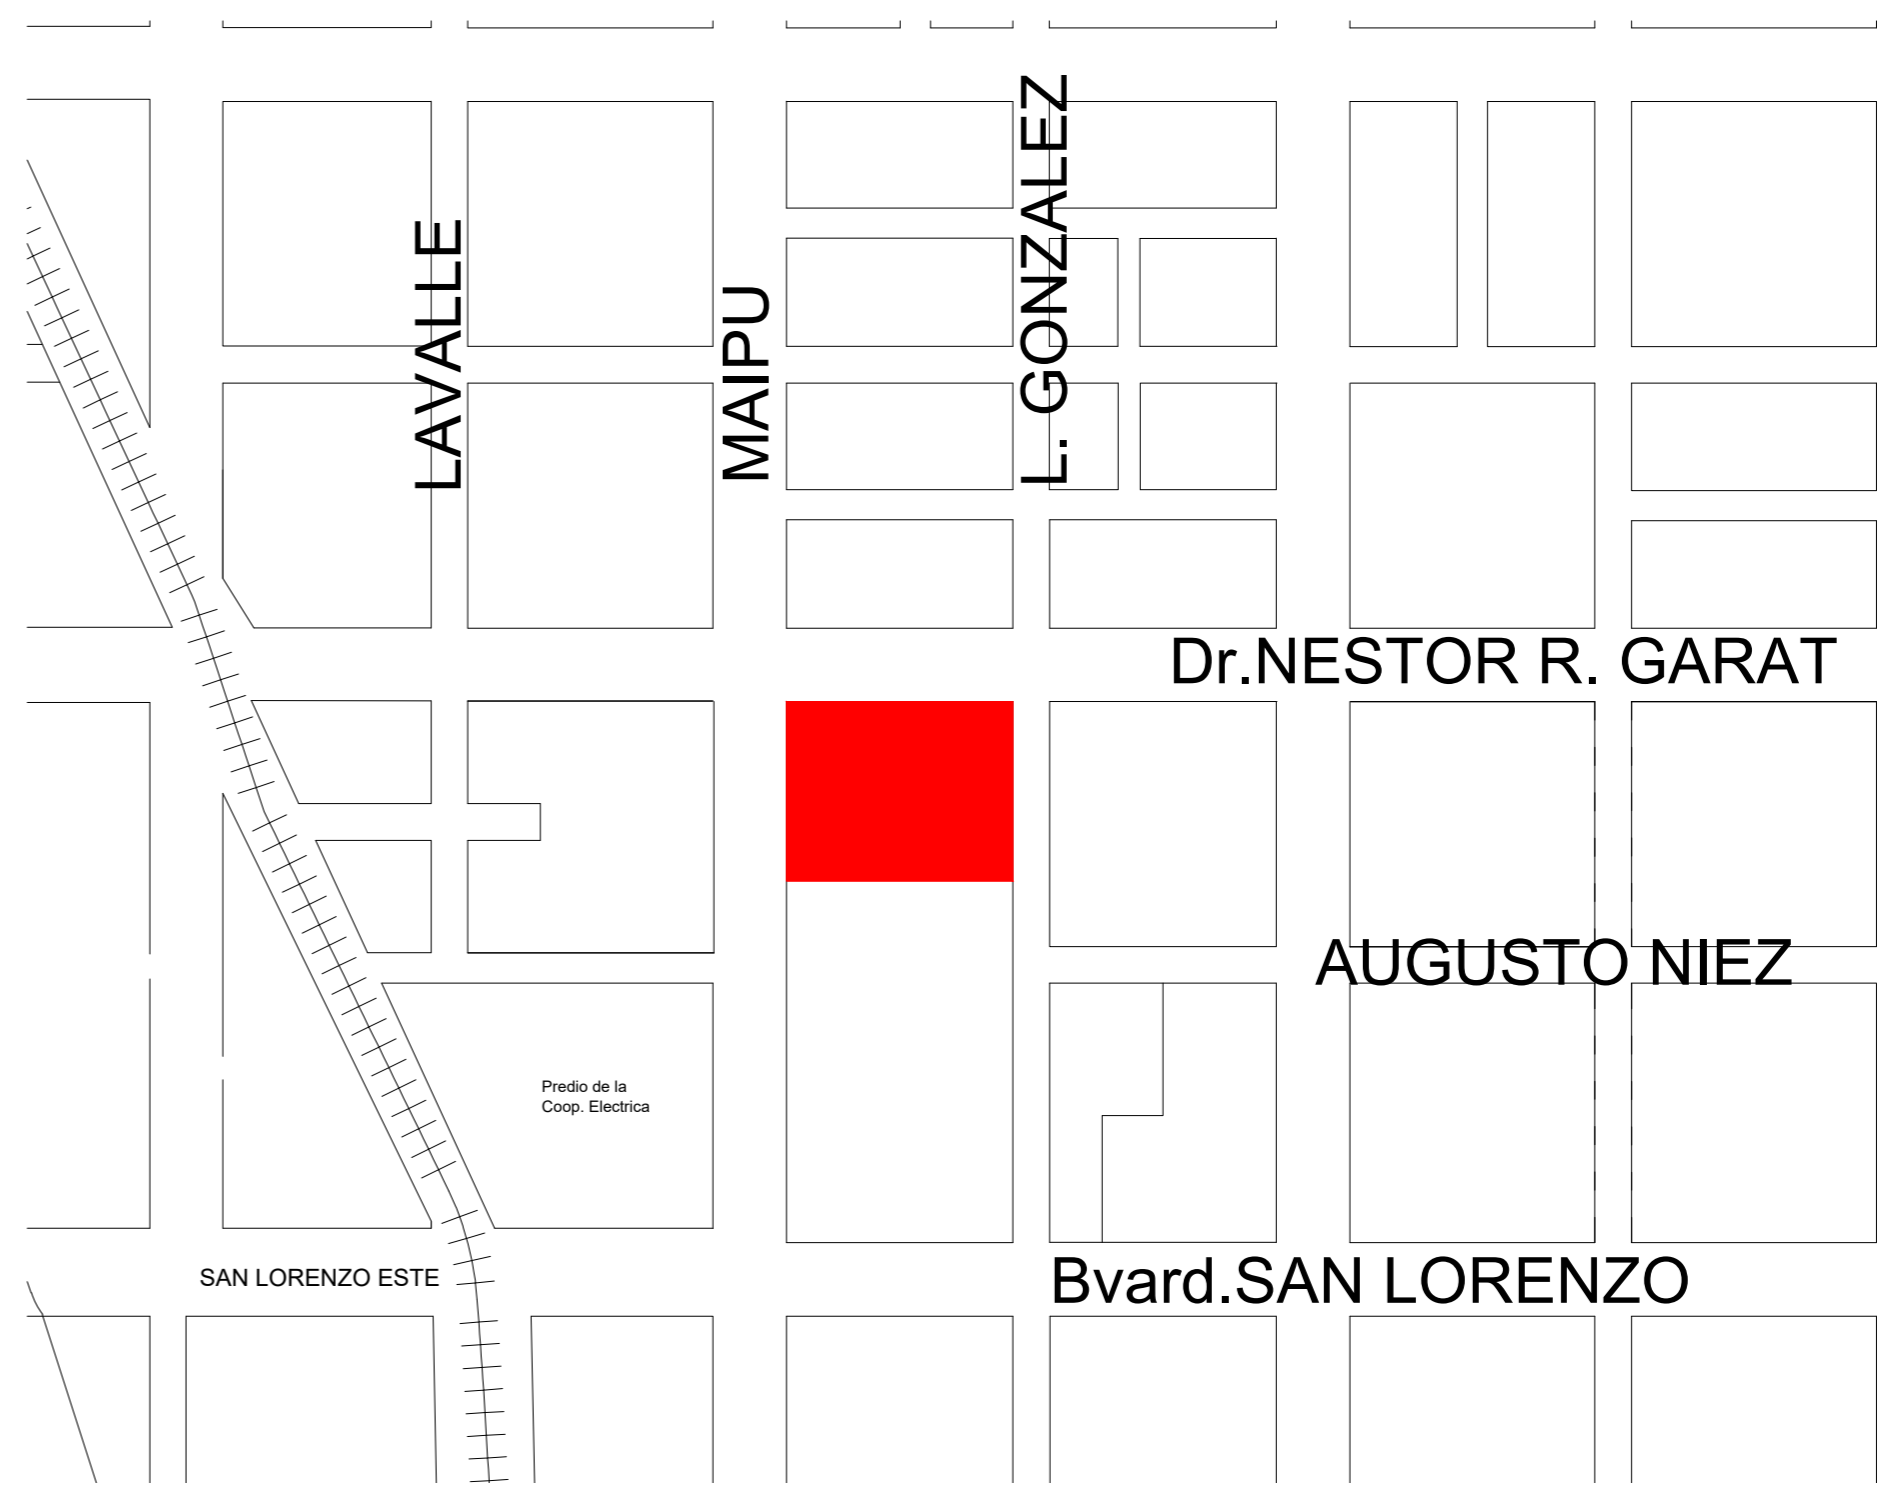 LAVALLE
MAIPU
L. GONZALEZ
Dr.NESTOR R. GARAT
AUGUSTO NIEZ
Predio de la
Coop. Electrica
SAN LORENZO ESTE
Bvard.SAN LORENZO